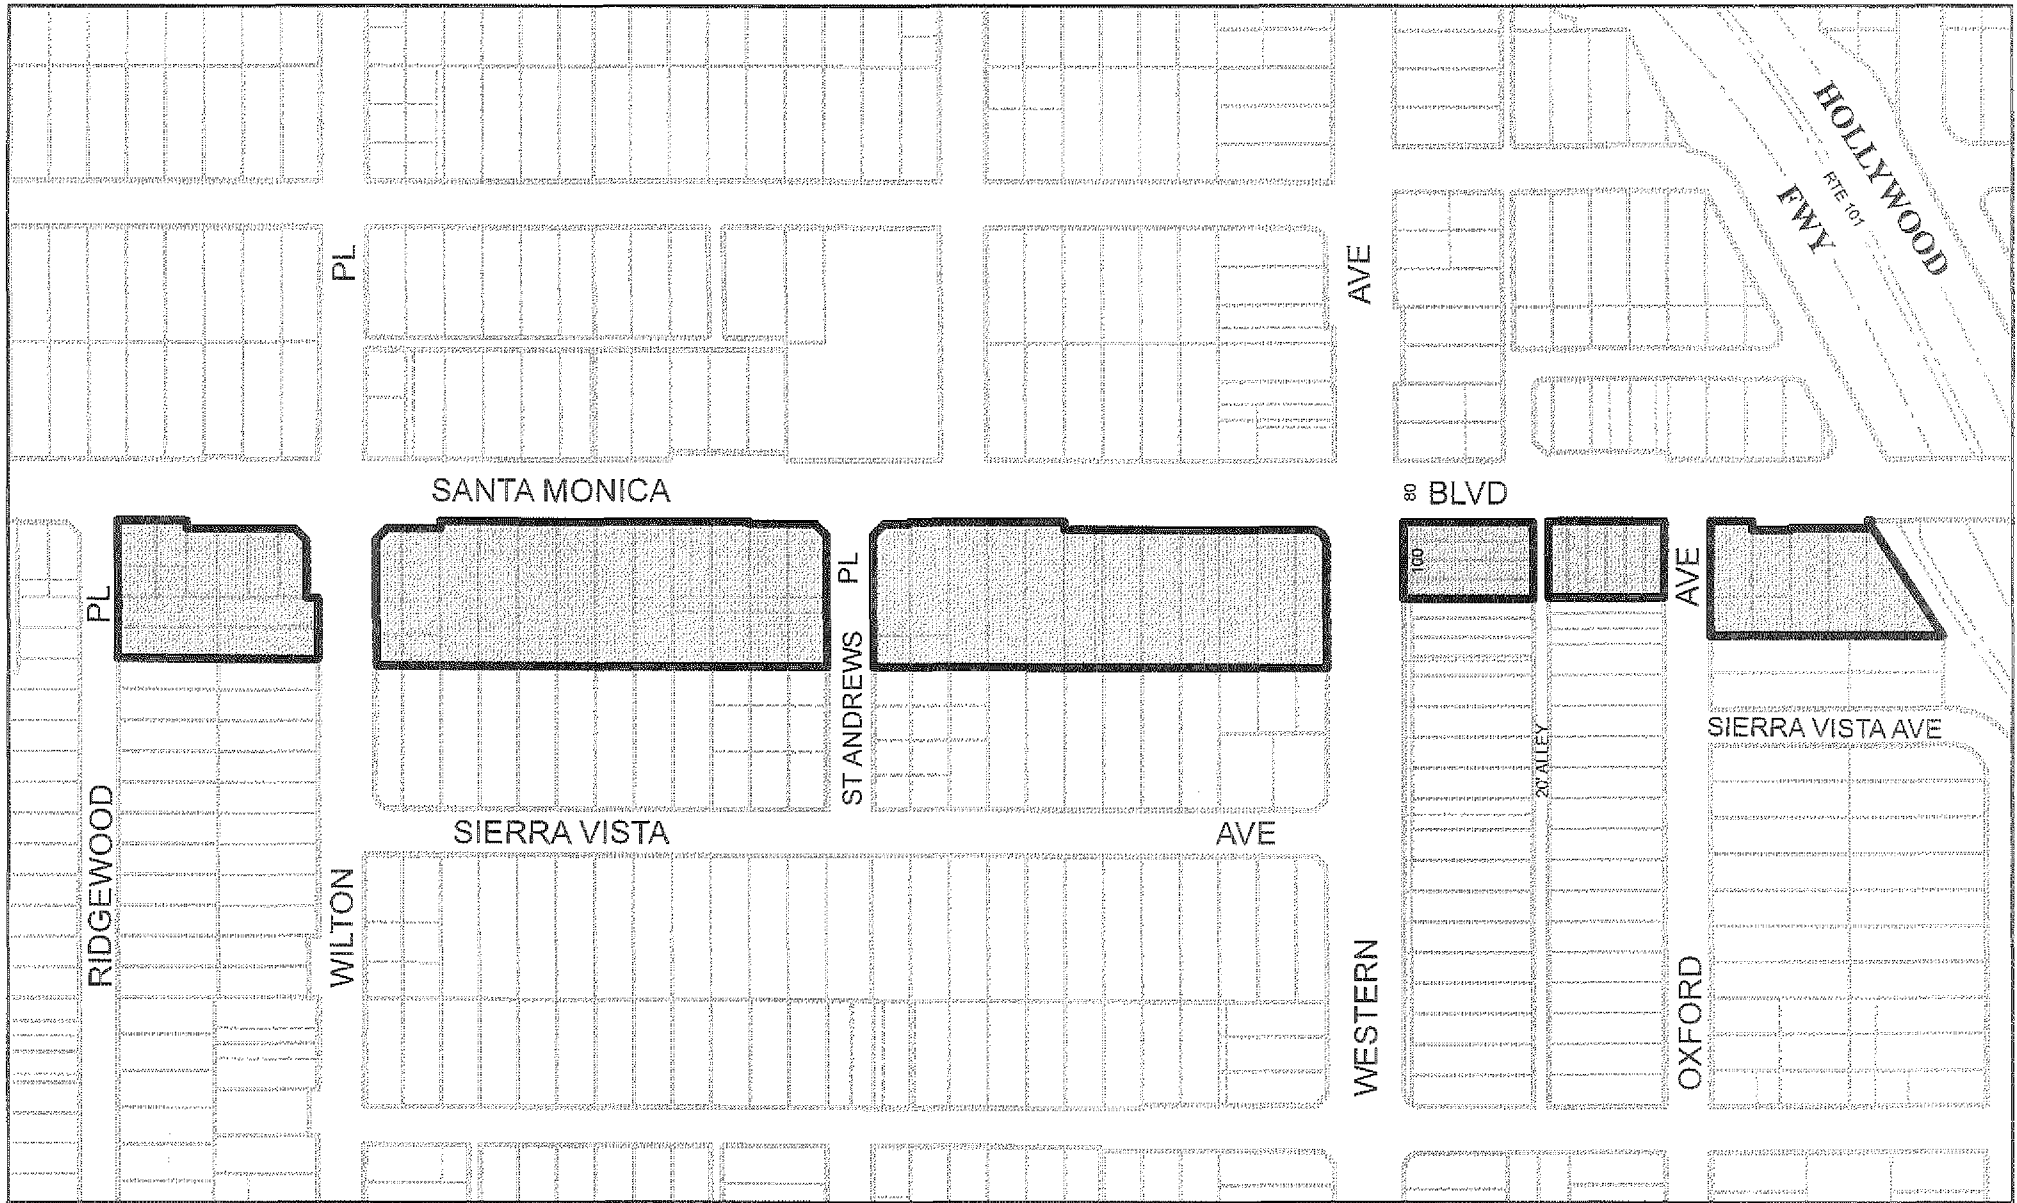 HOLLYWOOD
RTE 101
FWY
PL
AVE
SANTA MONICA
80
BLVD
PL
PL
100
AVE
ST ANDREWS
SIERRA VISTA AVE
20' ALLEY
RIDGEWOOD
SIERRA VISTA
AVE
WILTON
WESTERN
OXFORD